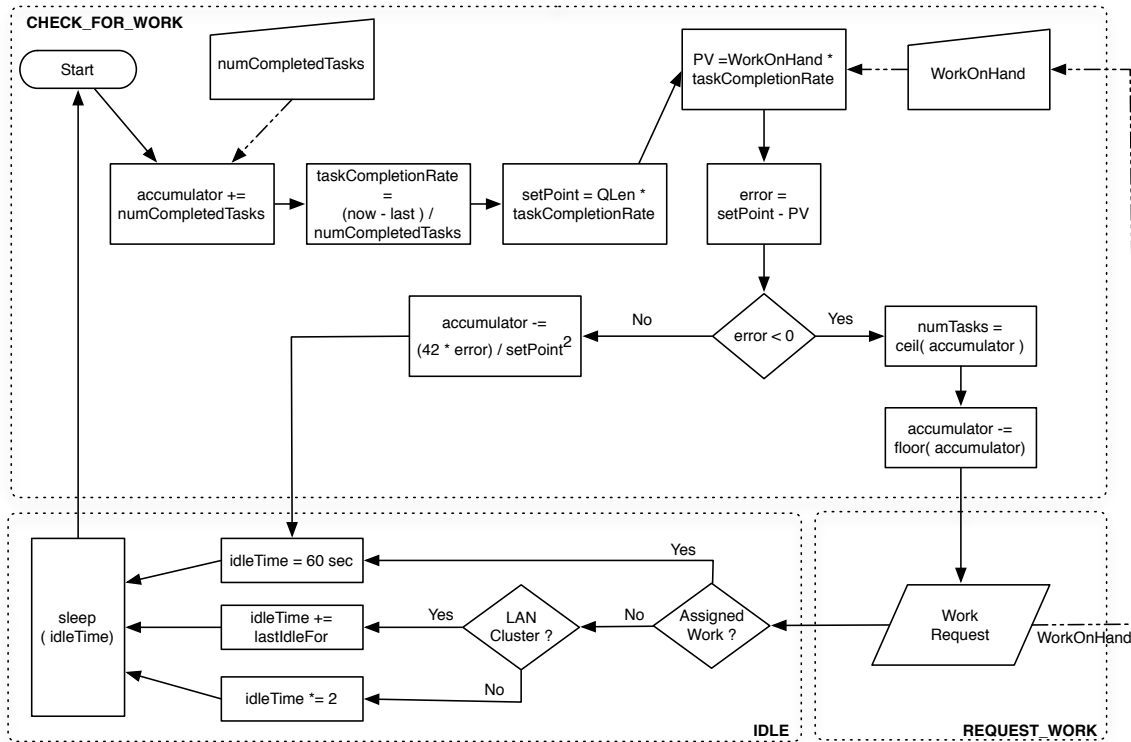 CHECK_FOR_WORK
Start
numCompletedTasks
PV =WorkOnHand *
taskCompletionRate
WorkOnHand
accumulator +=
numCompletedTasks
taskCompletionRate
=
(now - last ) /
numCompletedTasks
setPoint = QLen *
taskCompletionRate
error =
setPoint - PV
accumulator -=
(42 * error) / setPoint²
No
error < 0
Yes
numTasks =
ceil( accumulator )
accumulator -=
floor( accumulator)
sleep
( idleTime)
idleTime = 60 sec
Yes
idleTime +=
lastIdleFor
Yes
LAN
Cluster ?
No
Assigned
Work ?
Work
Request
WorkOnHand
idleTime *= 2
No
IDLE
REQUEST_WORK